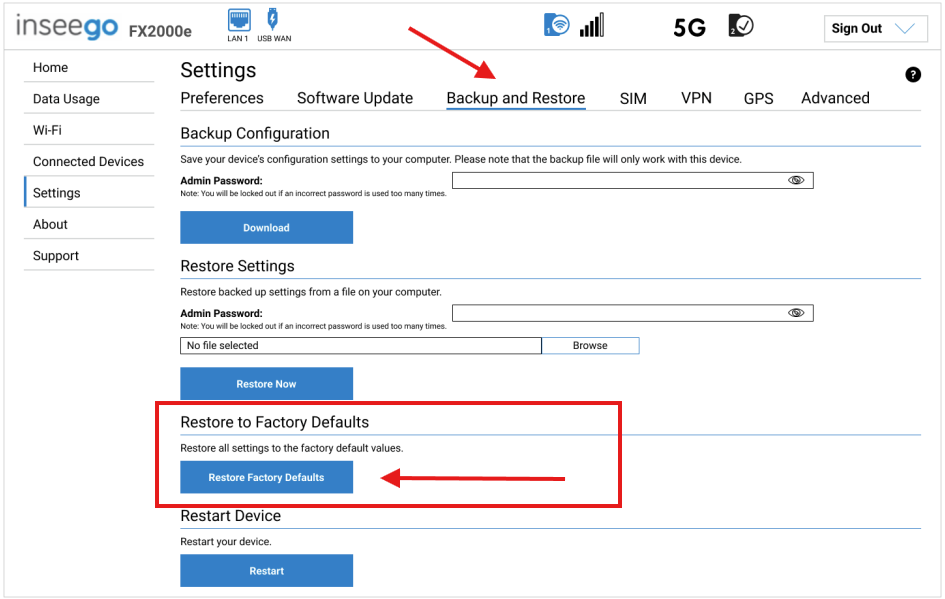 inseego FX2000e
LAN 1 USB WAN
1
5G
2
Sign Out
Home
Data Usage
Wi-Fi
Connected Devices
Settings
About
Support
Settings
?
Preferences Software Update Backup and Restore SIM VPN GPS Advanced
Backup Configuration
Save your device's configuration settings to your computer. Please note that the backup file will only work with this device.
Admin Password:
Note: You will be locked out if an incorrect password is used too many times.
Download
Restore Settings
Restore backed up settings from a file on your computer.
Admin Password:
Note: You will be locked out if an incorrect password is used too many times.
No file selected Browse
Restore Now
Restore to Factory Defaults
Restore all settings to the factory default values.
Restore Factory Defaults
Restart Device
Restart your device.
Restart